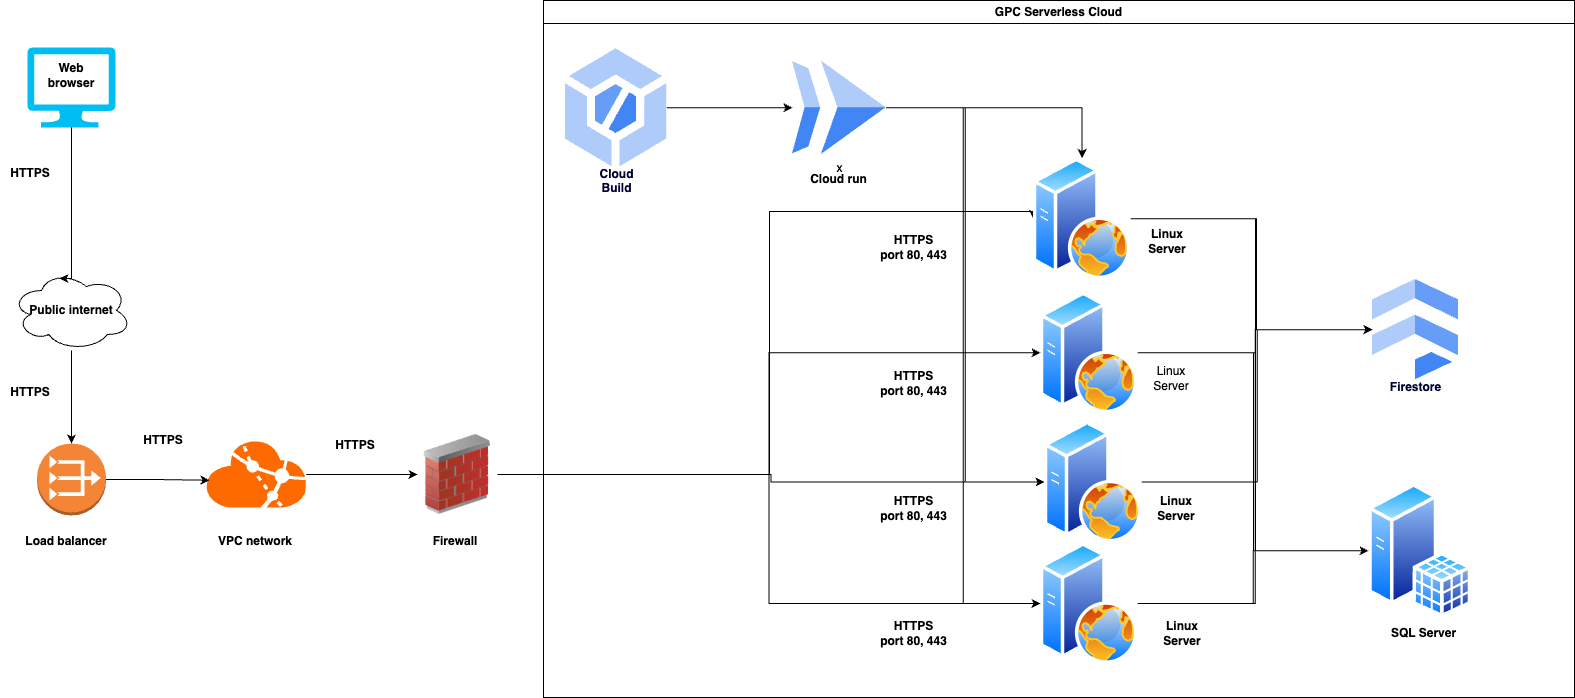 GPC Serverless Cloud
Web
browser
HTTPS
Public internet
HTTPS
Load balancer
HTTPS
VPC network
HTTPS
Firewall
Cloud
Build
x
Cloud run
HTTPS
port 80, 443
Linux
Server
HTTPS
port 80, 443
Linux
Server
HTTPS
port 80, 443
Linux
Server
HTTPS
port 80, 443
Linux
Server
Firestore
SQL Server